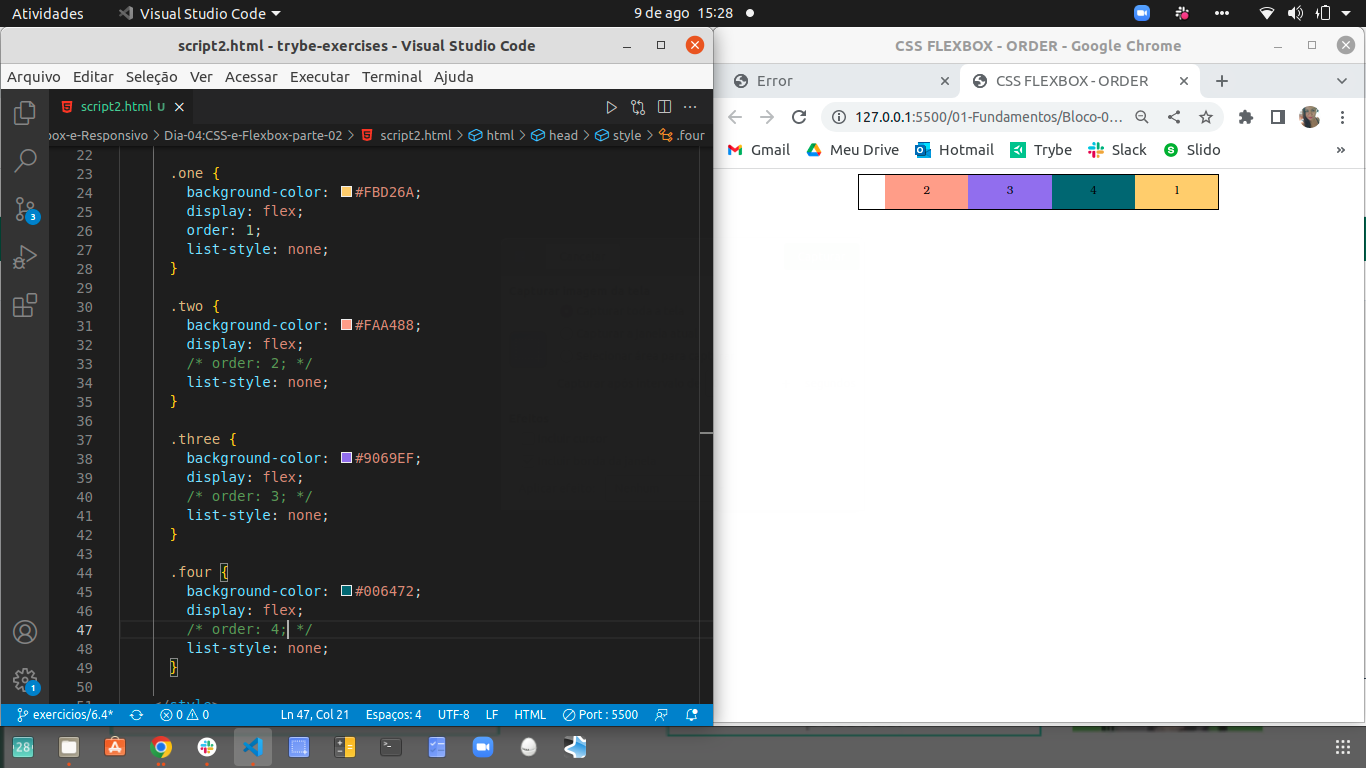 Atividades
Visual Studio Code
9 de ago 15:28
script2.html - trybe-exercises - Visual Studio Code
Arquivo Editar Seleção Ver Acessar Executar Terminal Ajuda
script2.html U
box-e-Responsivo > Dia-04:CSS-e-Flexbox-parte-02 > script2.html > html > head > style > .four
22
23 .one {
24 background-color: #FBD26A;
25 display: flex;
26 order: 1;
27 list-style: none;
28 }
29
30 .two {
31 background-color: #FAA488;
32 display: flex;
33 /* order: 2; */
34 list-style: none;
35 }
36
37 .three {
38 background-color: #9069EF;
39 display: flex;
40 /* order: 3; */
41 list-style: none;
42 }
43
44 .four {
45 background-color: #006472;
46 display: flex;
47 /* order: 4; */
48 list-style: none;
49 }
50
51 </style>
3
1
exercicios/6.4* 0 0 Ln 47, Col 21 Espaços: 4 UTF-8 LF HTML Port : 5500
CSS FLEXBOX - ORDER - Google Chrome
Error
CSS FLEXBOX - ORDER
127.0.0.1:5500/01-Fundamentos/Bloco-0…
Gmail Meu Drive Hotmail Trybe Slack Slido »
2 3 4 1
28